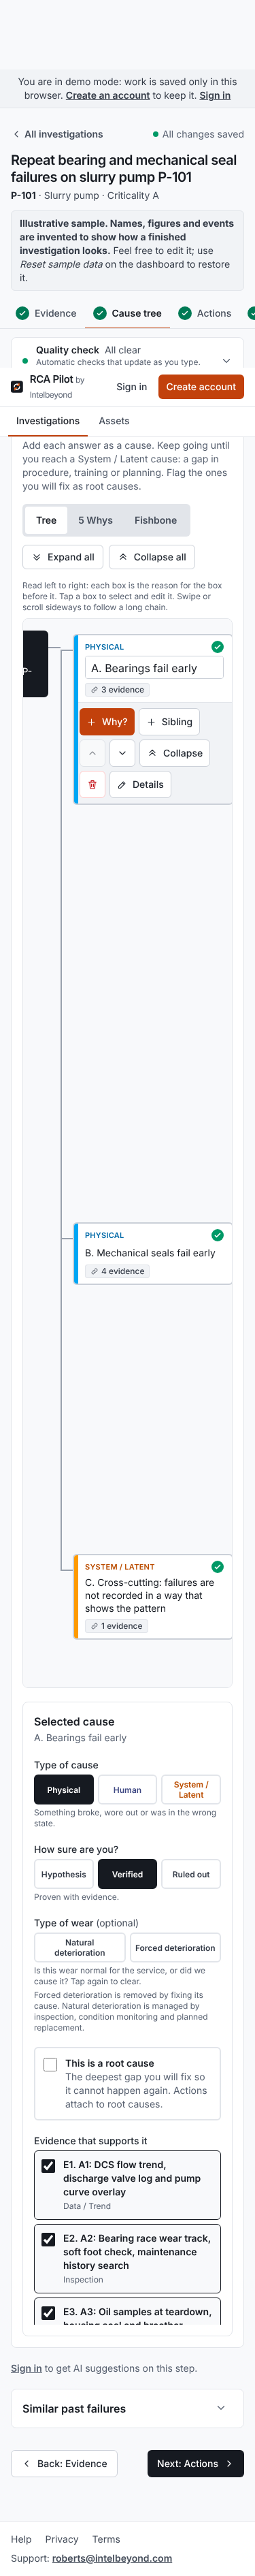 You are in demo mode: work is saved only in this
browser. Create an account to keep it. Sign in
All investigations
All changes saved
Repeat bearing and mechanical seal
failures on slurry pump P-101
P-101 · Slurry pump · Criticality A
Illustrative sample. Names, figures and events
are invented to show how a finished
investigation looks. Feel free to edit it; use
Reset sample data on the dashboard to restore
it.
Evidence
Cause tree
Actions
Quality check All clear
Automatic checks that update as you type.
RCA Pilot by
Intelbeyond
Sign in
Create account
Investigations
Assets
Add each answer as a cause. Keep going until
you reach a System / Latent cause: a gap in
procedure, training or planning. Flag the ones
you will fix as root causes.
Tree
5 Whys
Fishbone
Expand all
Collapse all
Read left to right: each box is the reason for the box
before it. Tap a box to select and edit it. Swipe or
scroll sideways to follow a long chain.
P-
PHYSICAL
A. Bearings fail early
3 evidence
Why?
Sibling
Collapse
Details
PHYSICAL
B. Mechanical seals fail early
4 evidence
SYSTEM / LATENT
C. Cross-cutting: failures are
not recorded in a way that
shows the pattern
1 evidence
Selected cause
A. Bearings fail early
Type of cause
Physical
Human
System /
Latent
Something broke, wore out or was in the wrong
state.
How sure are you?
Hypothesis
Verified
Ruled out
Proven with evidence.
Type of wear (optional)
Natural
deterioration
Forced deterioration
Is this wear normal for the service, or did we
cause it? Tap again to clear.
Forced deterioration is removed by fixing its
cause. Natural deterioration is managed by
inspection, condition monitoring and planned
replacement.
This is a root cause
The deepest gap you will fix so
it cannot happen again. Actions
attach to root causes.
Evidence that supports it
E1. A1: DCS flow trend,
discharge valve log and pump
curve overlay
Data / Trend
E2. A2: Bearing race wear track,
soft foot check, maintenance
history search
Inspection
E3. A3: Oil samples at teardown,
Sign in to get AI suggestions on this step.
Similar past failures
Back: Evidence
Next: Actions
Help
Privacy
Terms
Support: roberts@intelbeyond.com